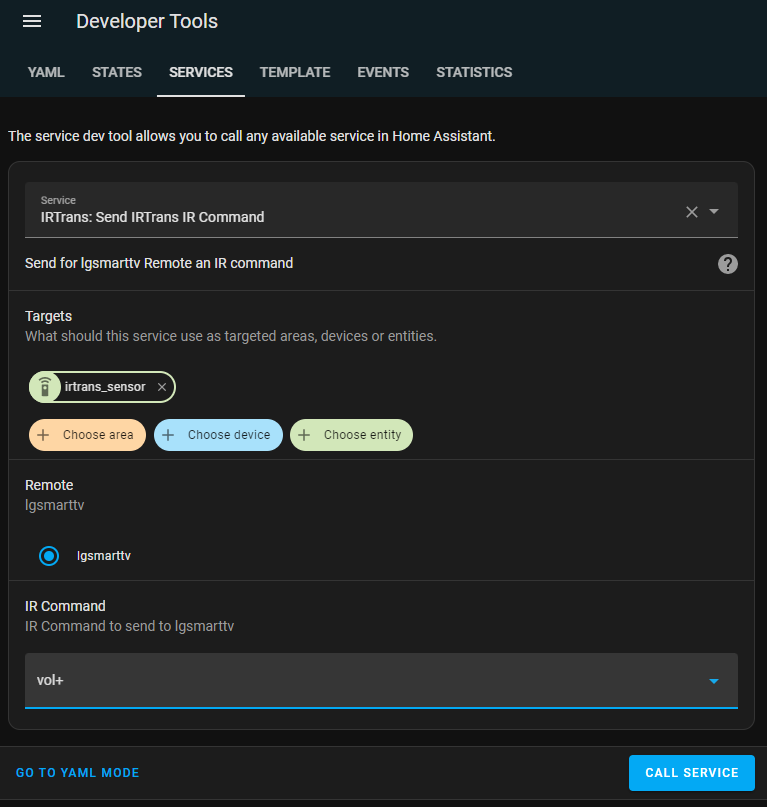 Developer Tools
YAML STATES SERVICES TEMPLATE EVENTS STATISTICS
The service dev tool allows you to call any available service in Home Assistant.
Service
IRTrans: Send IRTrans IR Command
Send for lgsmarttv Remote an IR command
Targets
What should this service use as targeted areas, devices or entities.
irtrans_sensor
Choose area Choose device Choose entity
Remote
lgsmarttv
lgsmarttv
IR Command
IR Command to send to lgsmarttv
vol+
GO TO YAML MODE CALL SERVICE